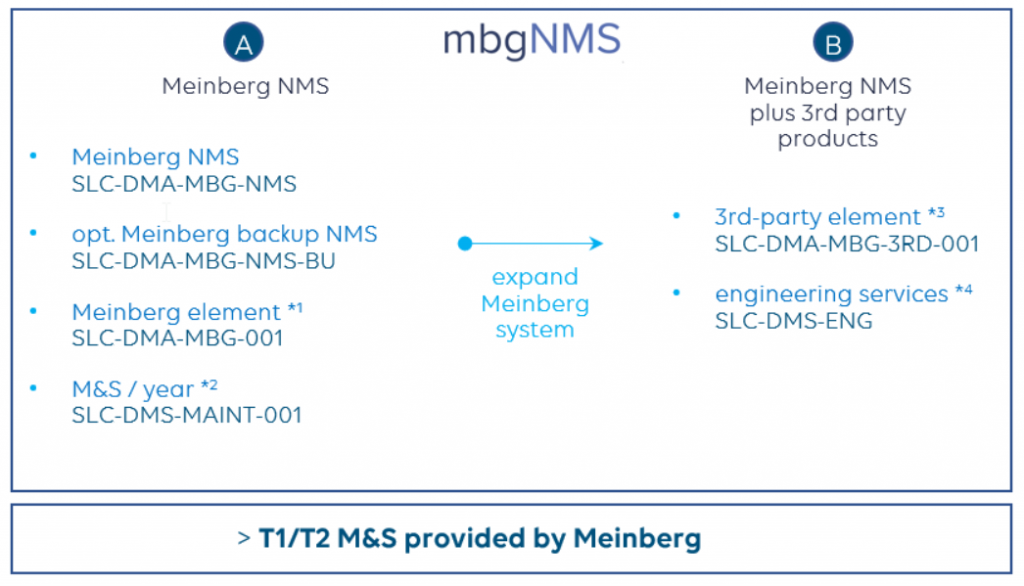 mbgNMS
A
Meinberg NMS
• Meinberg NMS
SLC-DMA-MBG-NMS
• opt. Meinberg backup NMS
SLC-DMA-MBG-NMS-BU
• Meinberg element *¹
SLC-DMA-MBG-001
• M&S / year *²
SLC-DMS-MAINT-001
expand
Meinberg
system
B
Meinberg NMS
plus 3rd party
products
• 3rd-party element *³
SLC-DMA-MBG-3RD-001
• engineering services *⁴
SLC-DMS-ENG
> T1/T2 M&S provided by Meinberg